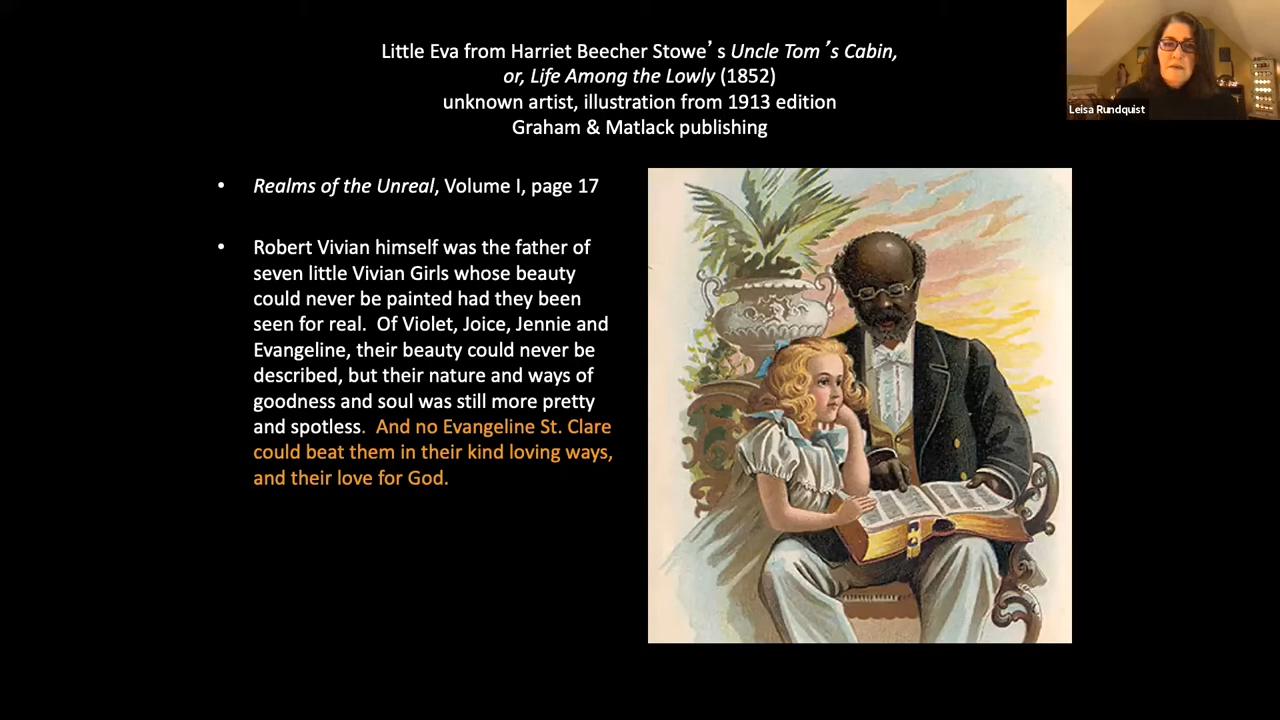 Little Eva from Harriet Beecher Stowe’ s Uncle Tom ’s Cabin,
or, Life Among the Lowly (1852)
unknown artist, illustration from 1913 edition
Graham & Matlack publishing
Leisa Rundquist
• Realms of the Unreal, Volume I, page 17
• Robert Vivian himself was the father of
seven little Vivian Girls whose beauty
could never be painted had they been
seen for real. Of Violet, Joice, Jennie and
Evangeline, their beauty could never be
described, but their nature and ways of
goodness and soul was still more pretty
and spotless. And no Evangeline St. Clare
could beat them in their kind loving ways,
and their love for God.